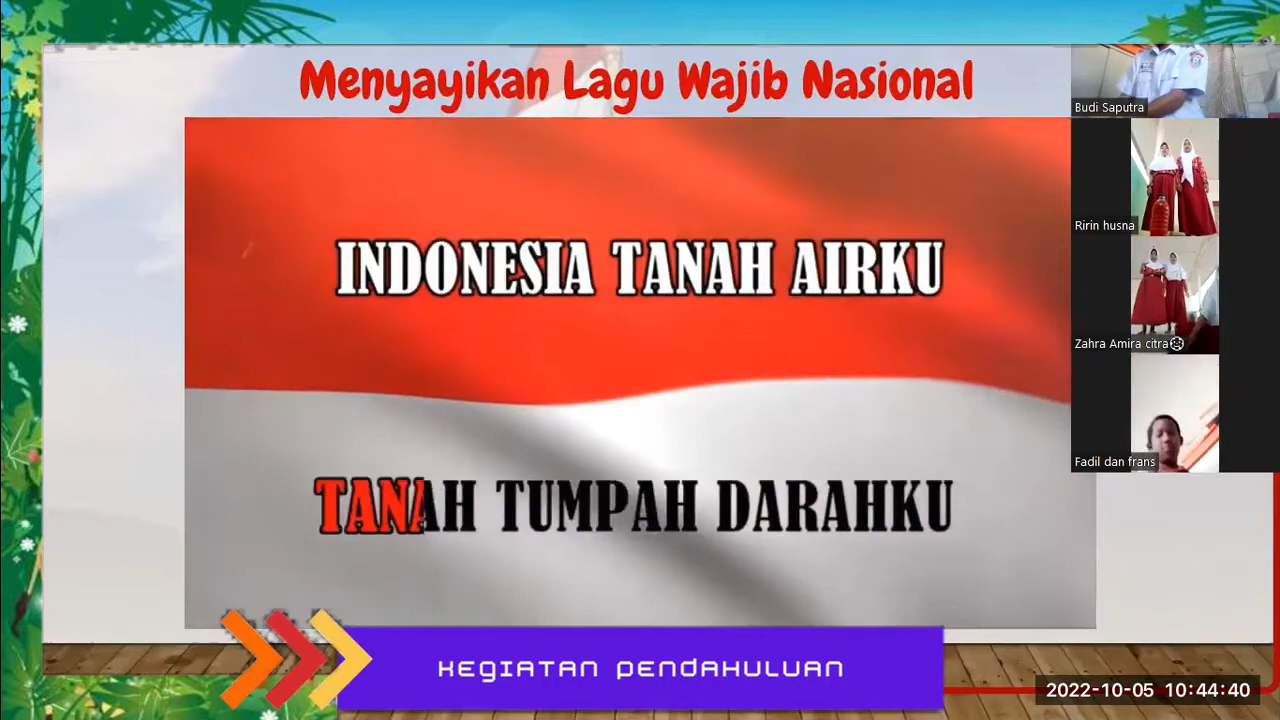 Menyayikan Lagu Wajib Nasional
INDONESIA TANAH AIRKU
TANAH TUMPAH DARAHKU
KEGIATAN PENDAHULUAN
Budi Saputra
Ririn husna
Zahra Amira citra
Fadil dan frans
2022-10-05 10:44:40